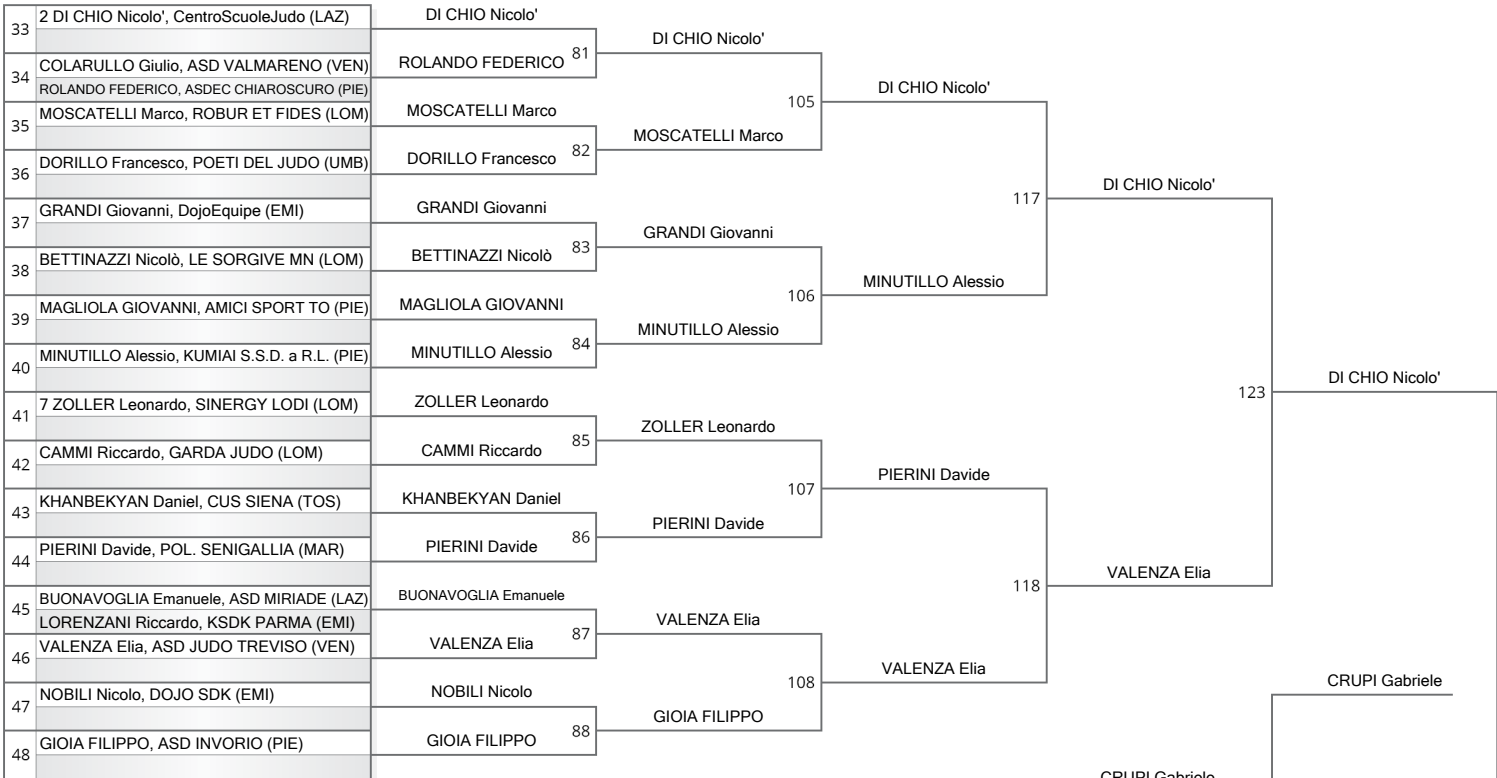 33
2 DI CHIO Nicolo', CentroScuoleJudo (LAZ)
34
COLARULLO Giulio, ASD VALMARENO (VEN)
ROLANDO FEDERICO, ASDEC CHIAROSCURO (PIE)
35
MOSCATELLI Marco, ROBUR ET FIDES (LOM)
36
DORILLO Francesco, POETI DEL JUDO (UMB)
37
GRANDI Giovanni, DojoEquipe (EMI)
38
BETTINAZZI Nicolò, LE SORGIVE MN (LOM)
39
MAGLIOLA GIOVANNI, AMICI SPORT TO (PIE)
40
MINUTILLO Alessio, KUMIAI S.S.D. a R.L. (PIE)
41
7 ZOLLER Leonardo, SINERGY LODI (LOM)
42
CAMMI Riccardo, GARDA JUDO (LOM)
43
KHANBEKYAN Daniel, CUS SIENA (TOS)
44
PIERINI Davide, POL. SENIGALLIA (MAR)
45
BUONAVOGLIA Emanuele, ASD MIRIADE (LAZ)
LORENZANI Riccardo, KSDK PARMA (EMI)
46
VALENZA Elia, ASD JUDO TREVISO (VEN)
47
NOBILI Nicolo, DOJO SDK (EMI)
48
GIOIA FILIPPO, ASD INVORIO (PIE)
DI CHIO Nicolo'
81
ROLANDO FEDERICO
MOSCATELLI Marco
82
DORILLO Francesco
GRANDI Giovanni
83
BETTINAZZI Nicolò
MAGLIOLA GIOVANNI
84
MINUTILLO Alessio
ZOLLER Leonardo
85
CAMMI Riccardo
KHANBEKYAN Daniel
86
PIERINI Davide
BUONAVOGLIA Emanuele
87
VALENZA Elia
NOBILI Nicolo
88
GIOIA FILIPPO
DI CHIO Nicolo'
105
MOSCATELLI Marco
GRANDI Giovanni
106
MINUTILLO Alessio
ZOLLER Leonardo
107
PIERINI Davide
VALENZA Elia
108
GIOIA FILIPPO
DI CHIO Nicolo'
117
MINUTILLO Alessio
PIERINI Davide
118
VALENZA Elia
DI CHIO Nicolo'
123
VALENZA Elia
DI CHIO Nicolo'
CRUPI Gabriele
CRUPI Gabriele